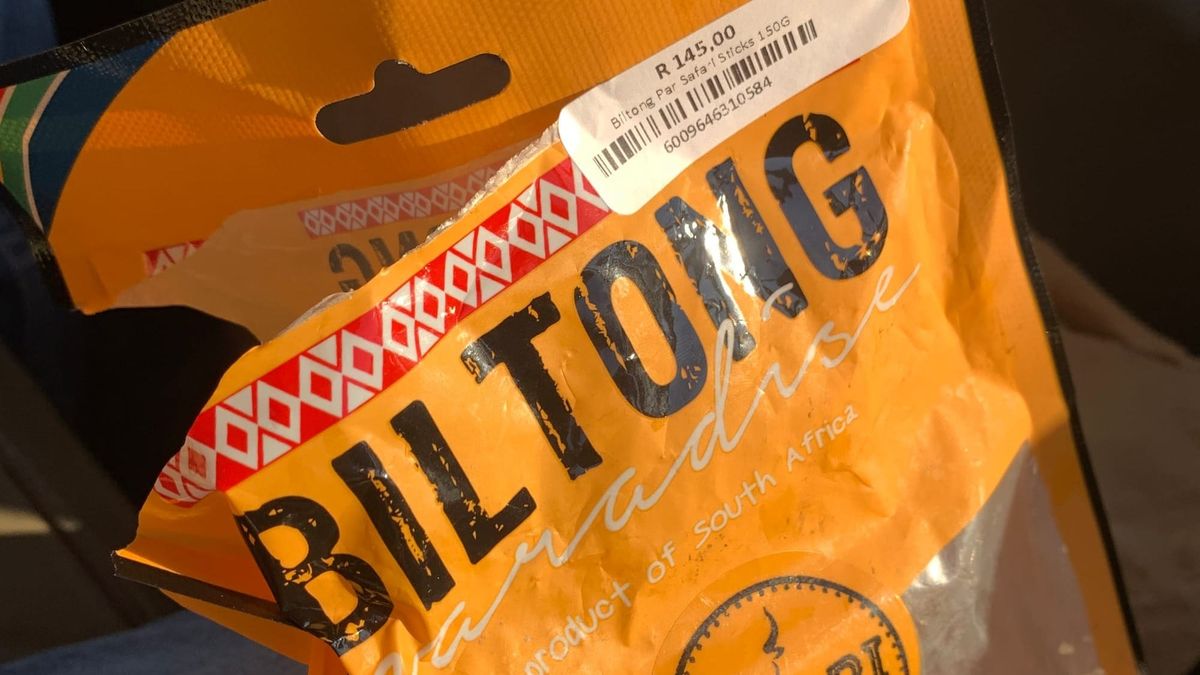 R 145,00
Biltong Par Safari Sticks 150G
6009646310584
BILTONG
paradise
product of South Africa